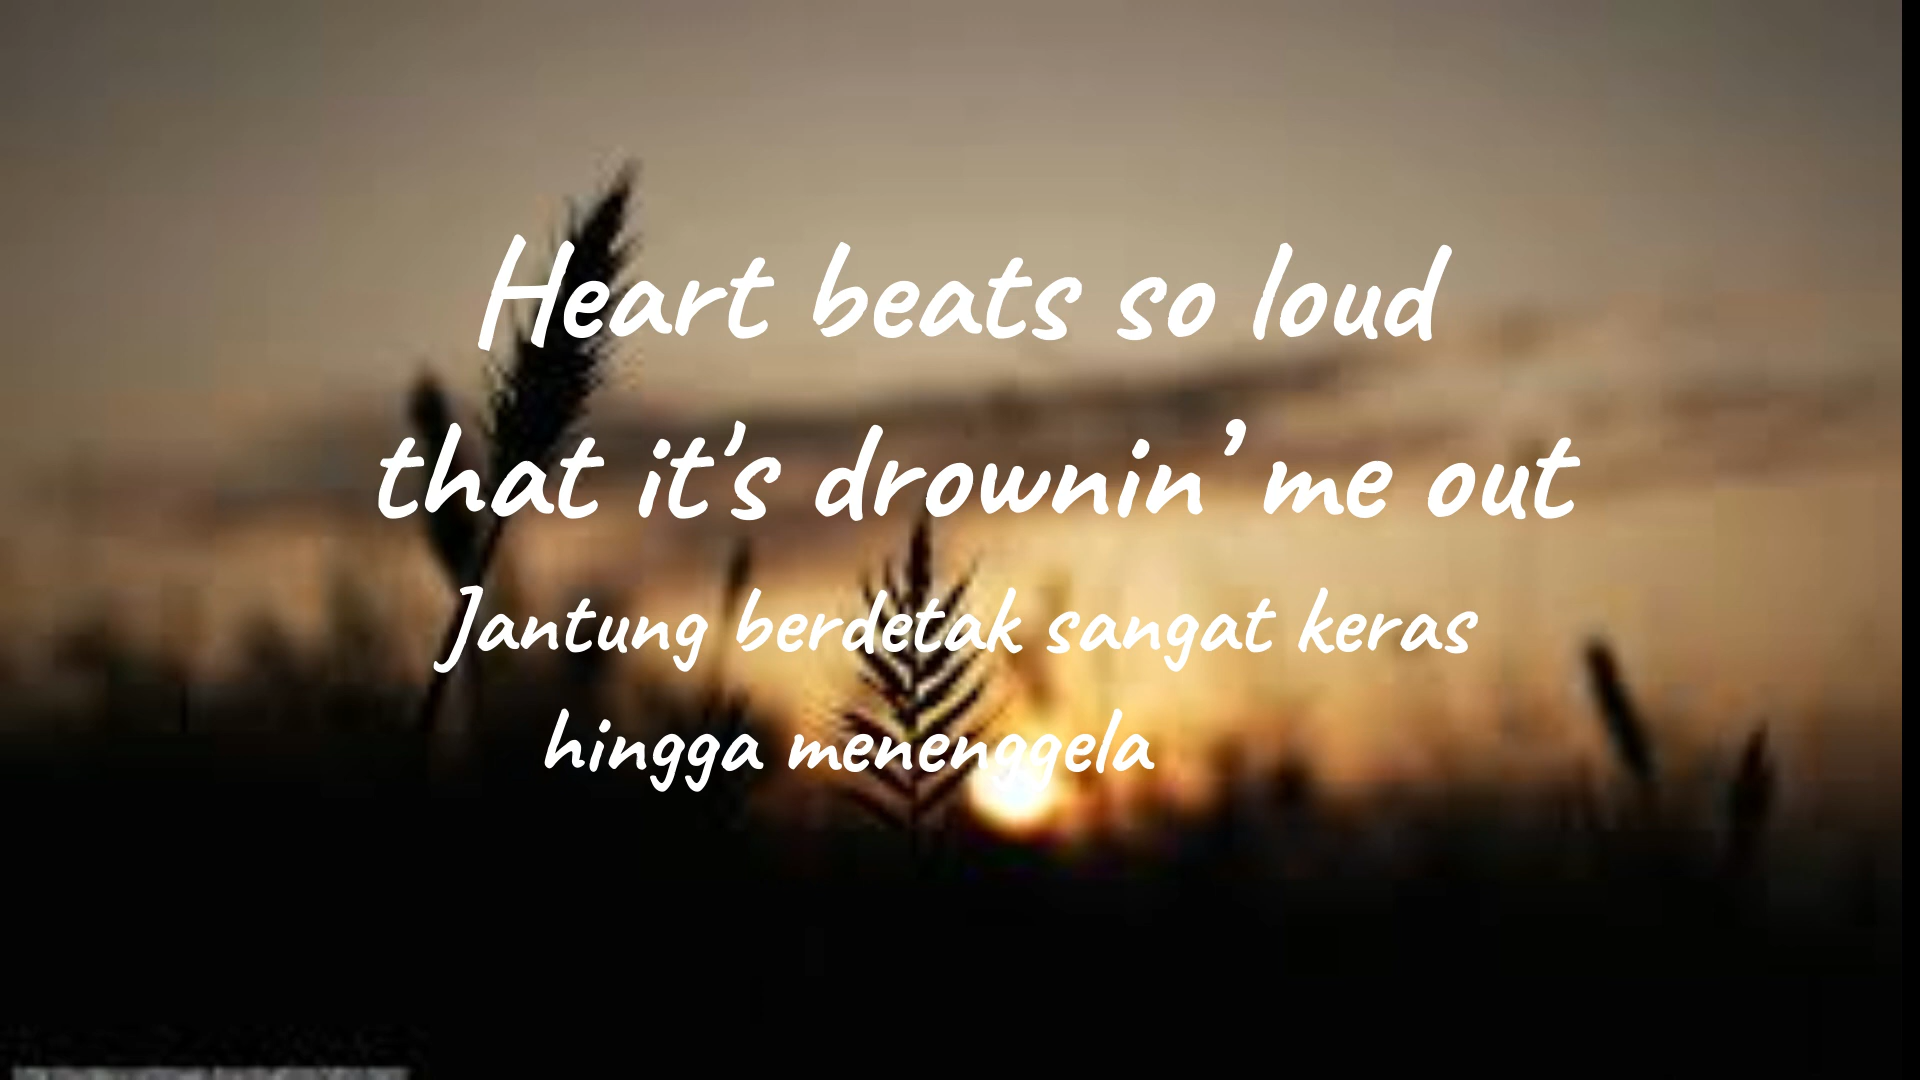 Heart beats so loud
that it's drownin’ me out
Jantung berdetak sangat keras
hingga menenggela